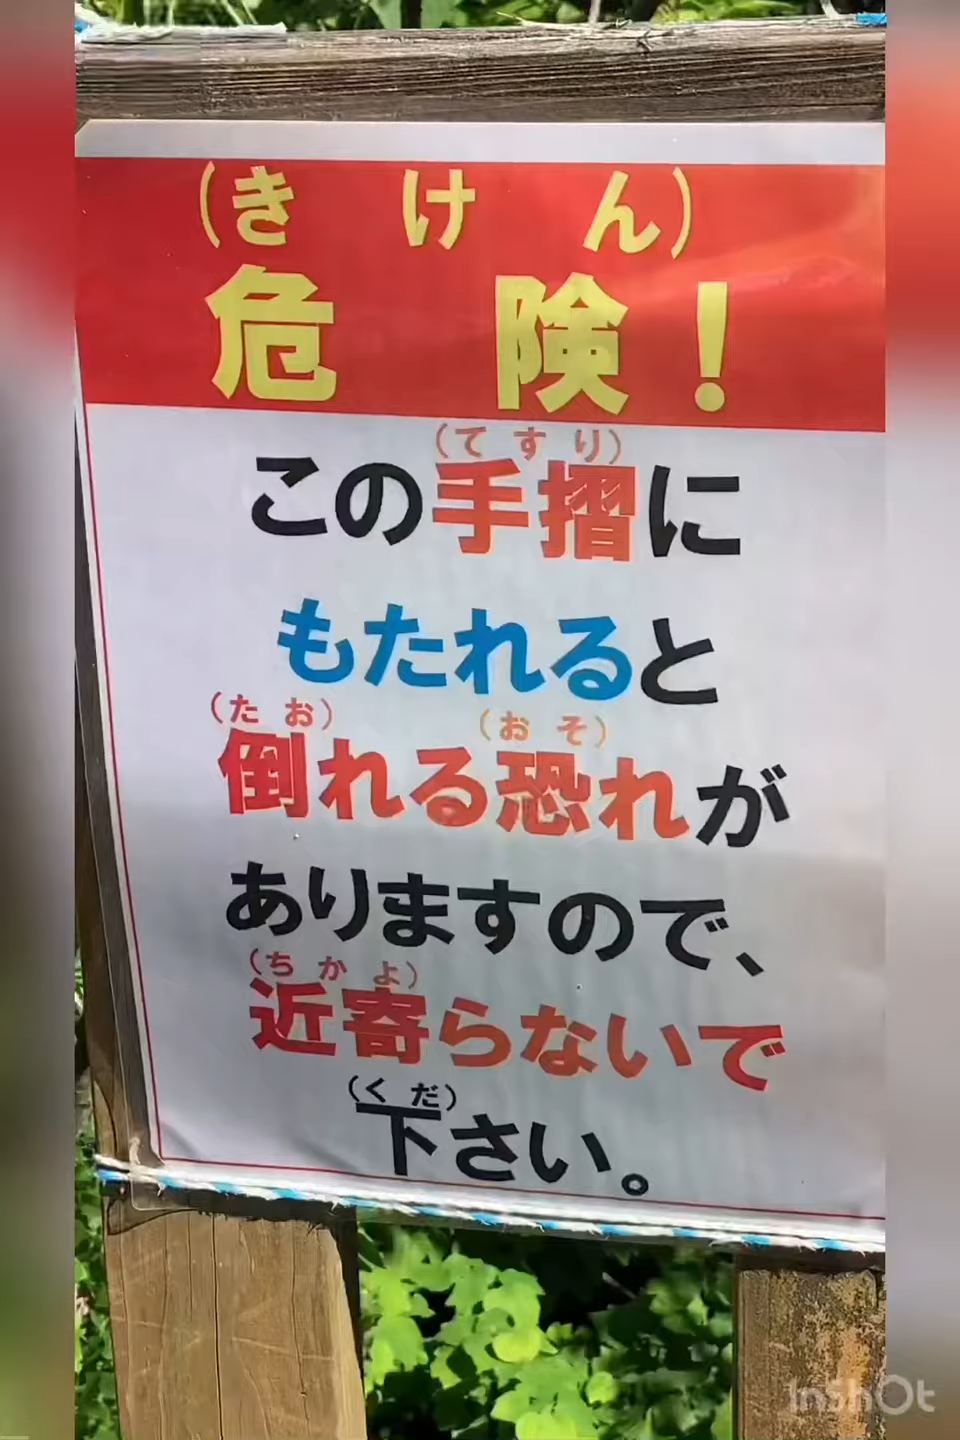 (きけん)
危険！
(てすり)
この手摺に
もたれると
(たお) (おそ)
倒れる恐れが
ありますので、
(ちかよ)
近寄らないで
(くだ)
下さい。
InShOt